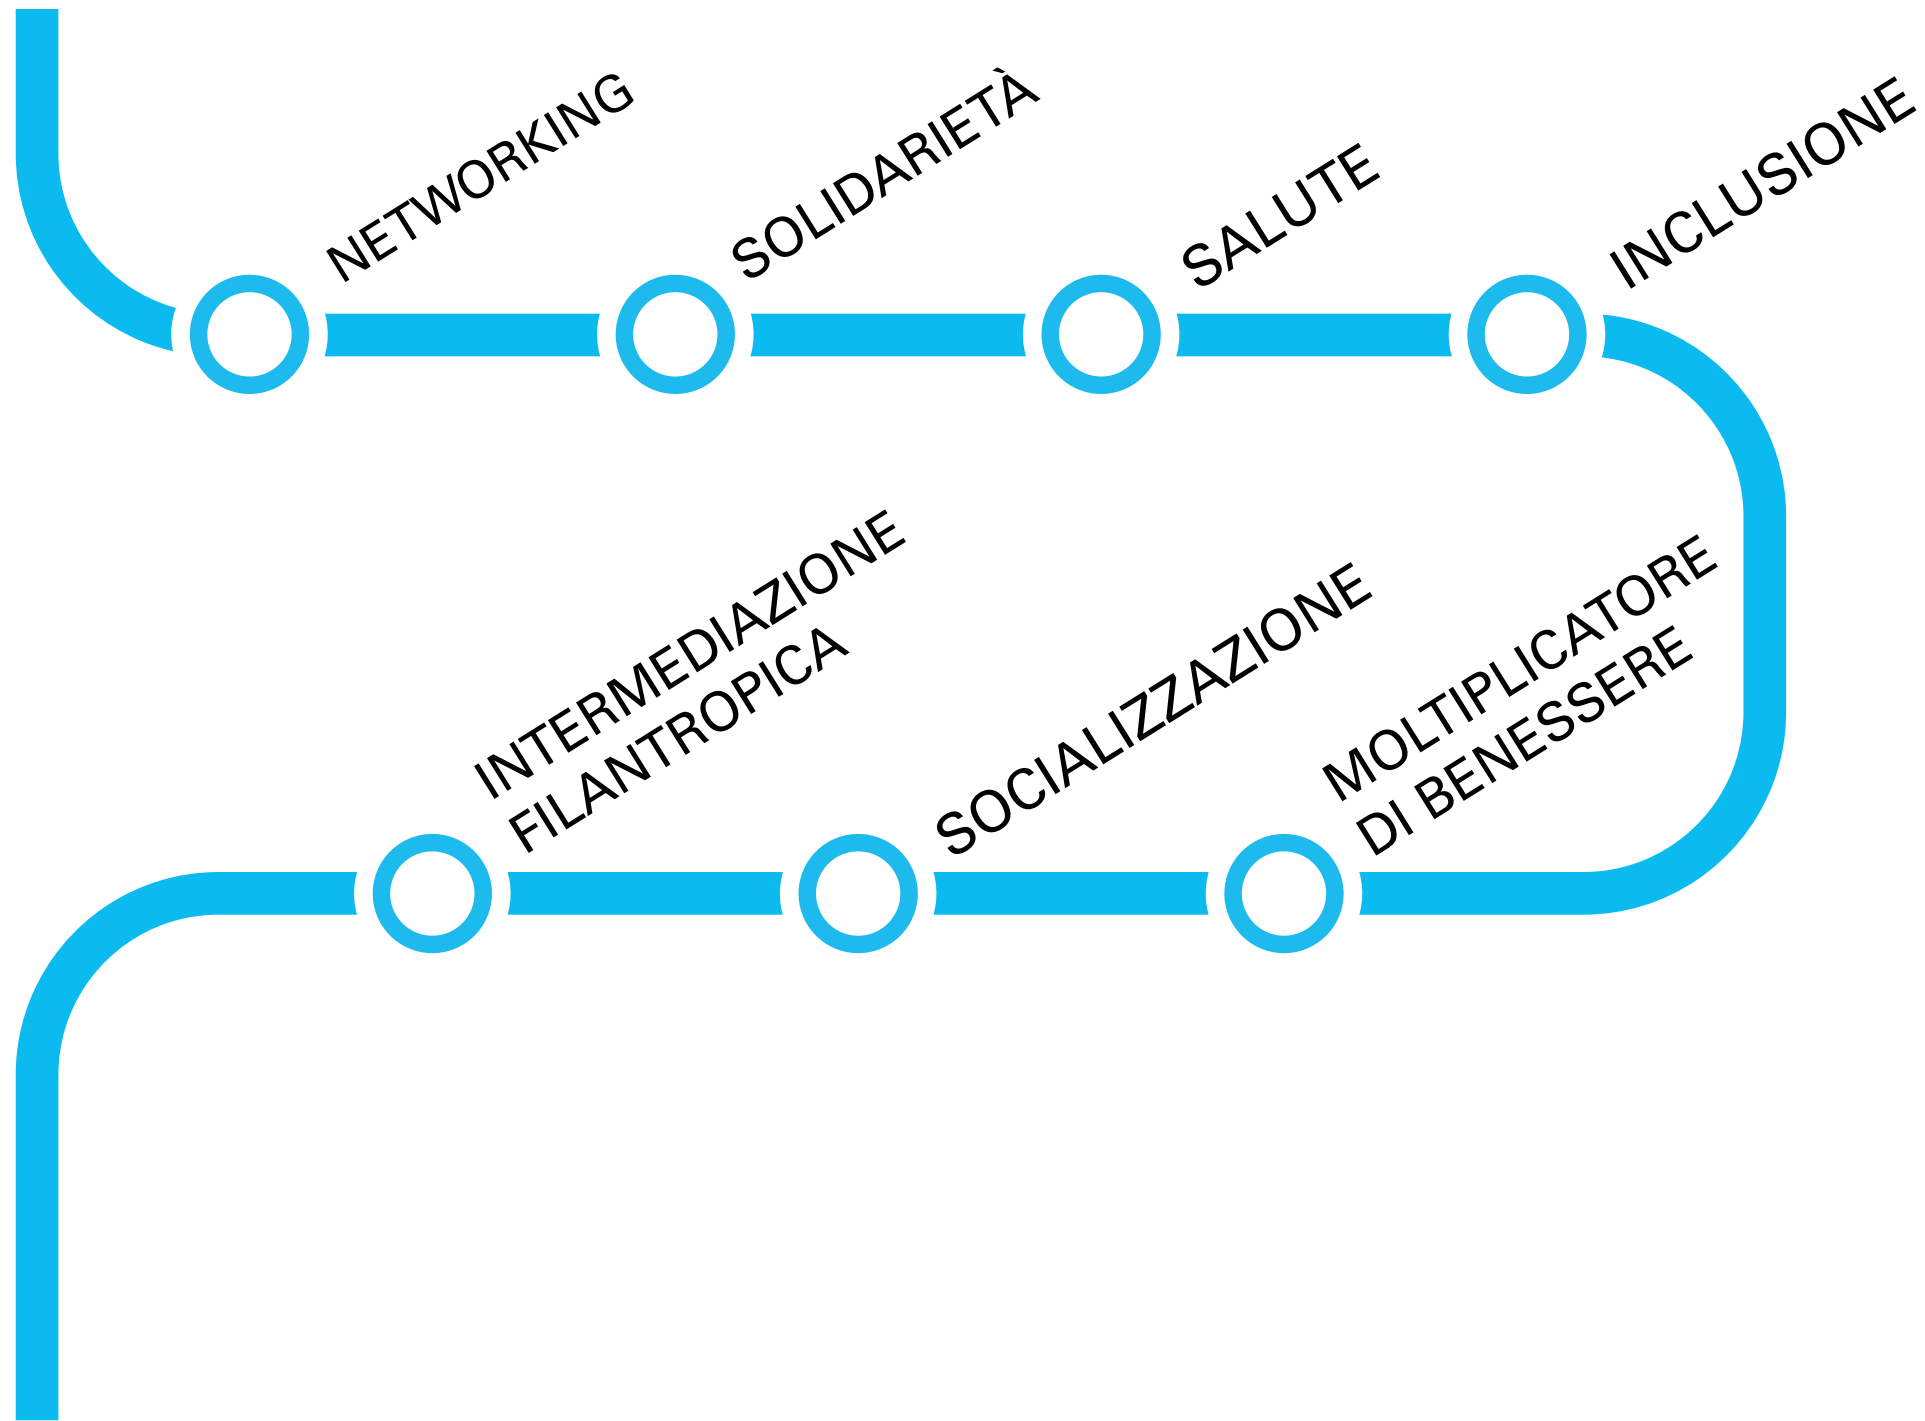 NETWORKING
SOLIDARIETÀ
SALUTE
INCLUSIONE
INTERMEDIAZIONE
FILANTROPICA
SOCIALIZZAZIONE
MOLTIPLICATORE
DI BENESSERE